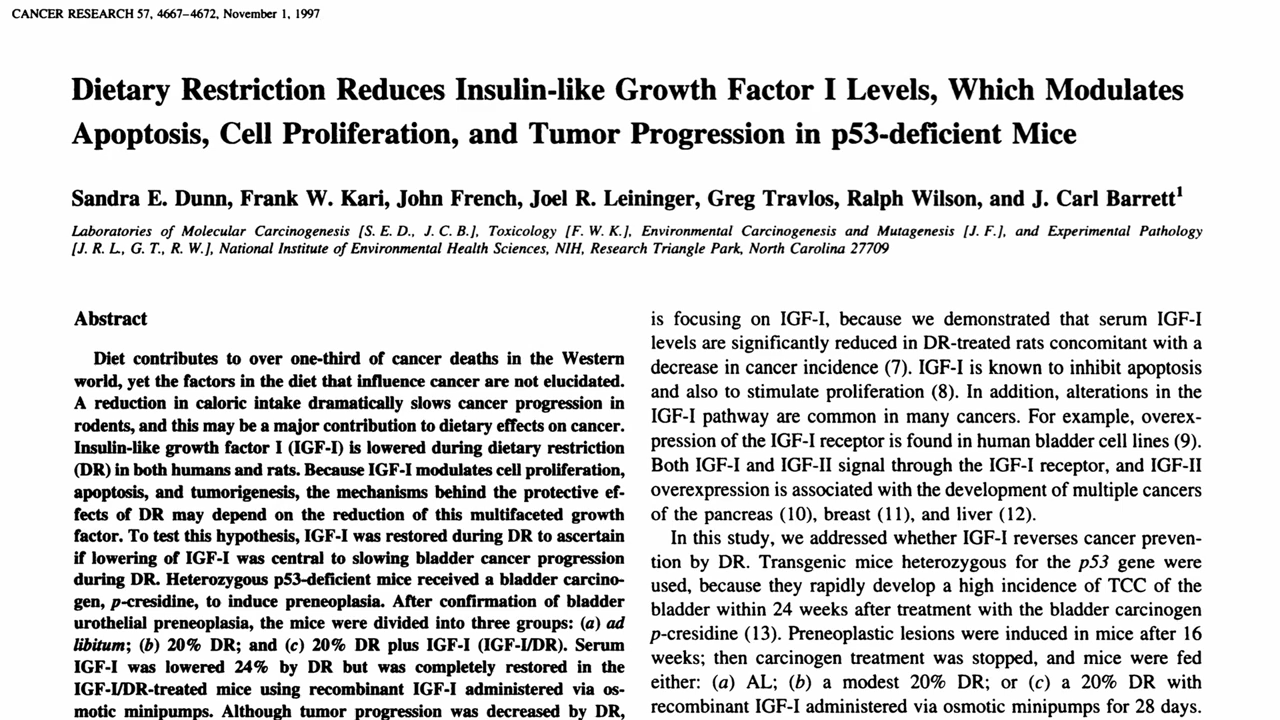 CANCER RESEARCH 57, 4667–4672, November 1, 1997
Dietary Restriction Reduces Insulin-like Growth Factor I Levels, Which Modulates
Apoptosis, Cell Proliferation, and Tumor Progression in p53-deficient Mice
Sandra E. Dunn, Frank W. Kari, John French, Joel R. Leininger, Greg Travlos, Ralph Wilson, and J. Carl Barrett¹
Laboratories of Molecular Carcinogenesis [S. E. D., J. C. B.], Toxicology [F. W. K.], Environmental Carcinogenesis and Mutagenesis [J. F.], and Experimental Pathology
[J. R. L., G. T., R. W.], National Institute of Environmental Health Sciences, NIH, Research Triangle Park, North Carolina 27709
Abstract
Diet contributes to over one-third of cancer deaths in the Western
world, yet the factors in the diet that influence cancer are not elucidated.
A reduction in caloric intake dramatically slows cancer progression in
rodents, and this may be a major contribution to dietary effects on cancer.
Insulin-like growth factor I (IGF-I) is lowered during dietary restriction
(DR) in both humans and rats. Because IGF-I modulates cell proliferation,
apoptosis, and tumorigenesis, the mechanisms behind the protective ef-
fects of DR may depend on the reduction of this multifaceted growth
factor. To test this hypothesis, IGF-I was restored during DR to ascertain
if lowering of IGF-I was central to slowing bladder cancer progression
during DR. Heterozygous p53-deficient mice received a bladder carcino-
gen, p-cresidine, to induce preneoplasia. After confirmation of bladder
urothelial preneoplasia, the mice were divided into three groups: (a) ad
libitum; (b) 20% DR; and (c) 20% DR plus IGF-I (IGF-I/DR). Serum
IGF-I was lowered 24% by DR but was completely restored in the
IGF-I/DR-treated mice using recombinant IGF-I administered via os-
motic minipumps. Although tumor progression was decreased by DR,
is focusing on IGF-I, because we demonstrated that serum IGF-I
levels are significantly reduced in DR-treated rats concomitant with a
decrease in cancer incidence (7). IGF-I is known to inhibit apoptosis
and also to stimulate proliferation (8). In addition, alterations in the
IGF-I pathway are common in many cancers. For example, overex-
pression of the IGF-I receptor is found in human bladder cell lines (9).
Both IGF-I and IGF-II signal through the IGF-I receptor, and IGF-II
overexpression is associated with the development of multiple cancers
of the pancreas (10), breast (11), and liver (12).
In this study, we addressed whether IGF-I reverses cancer preven-
tion by DR. Transgenic mice heterozygous for the p53 gene were
used, because they rapidly develop a high incidence of TCC of the
bladder within 24 weeks after treatment with the bladder carcinogen
p-cresidine (13). Preneoplastic lesions were induced in mice after 16
weeks; then carcinogen treatment was stopped, and mice were fed
either: (a) AL; (b) a modest 20% DR; or (c) a 20% DR with
recombinant IGF-I administered via osmotic minipumps for 28 days.